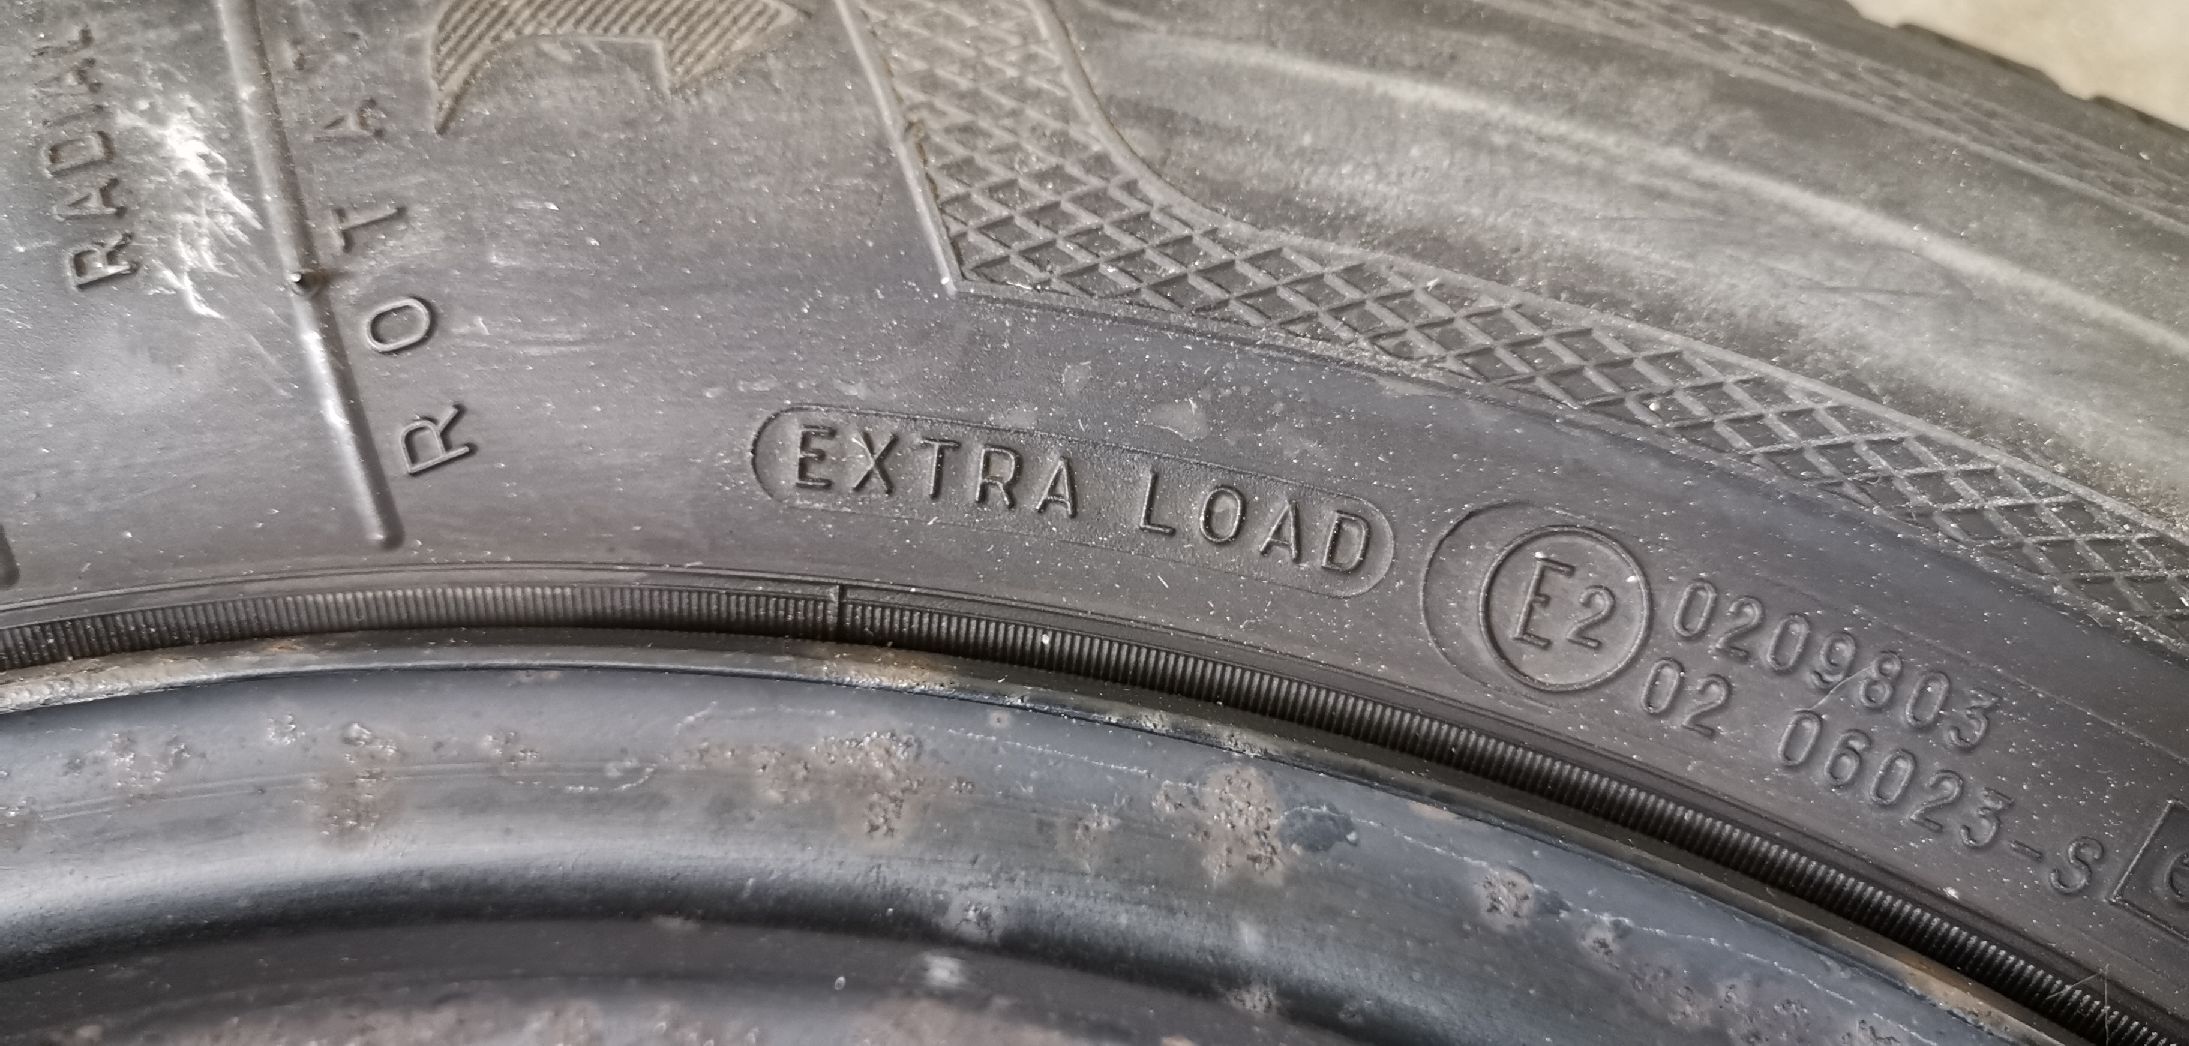 RADIAL
ROTAT
EXTRA LOAD
E2
0209803
02 06023-S